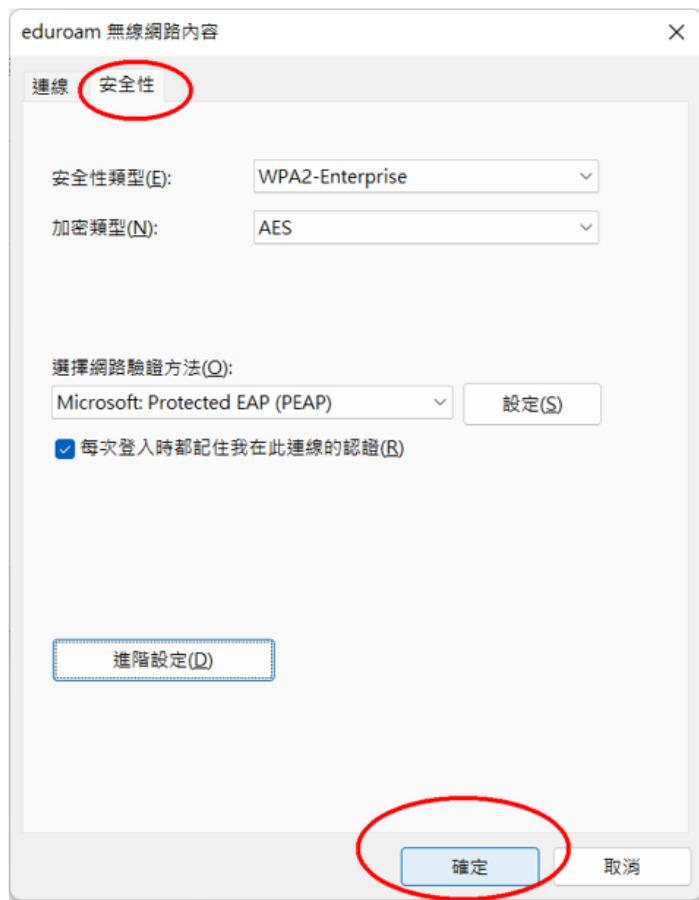 eduroam 無線網路內容
連線 安全性
安全性類型(E): WPA2-Enterprise
加密類型(N): AES
選擇網路驗證方法(O):
Microsoft: Protected EAP (PEAP) 設定(S)
每次登入時都記住我在此連線的認證(R)
進階設定(D)
確定 取消